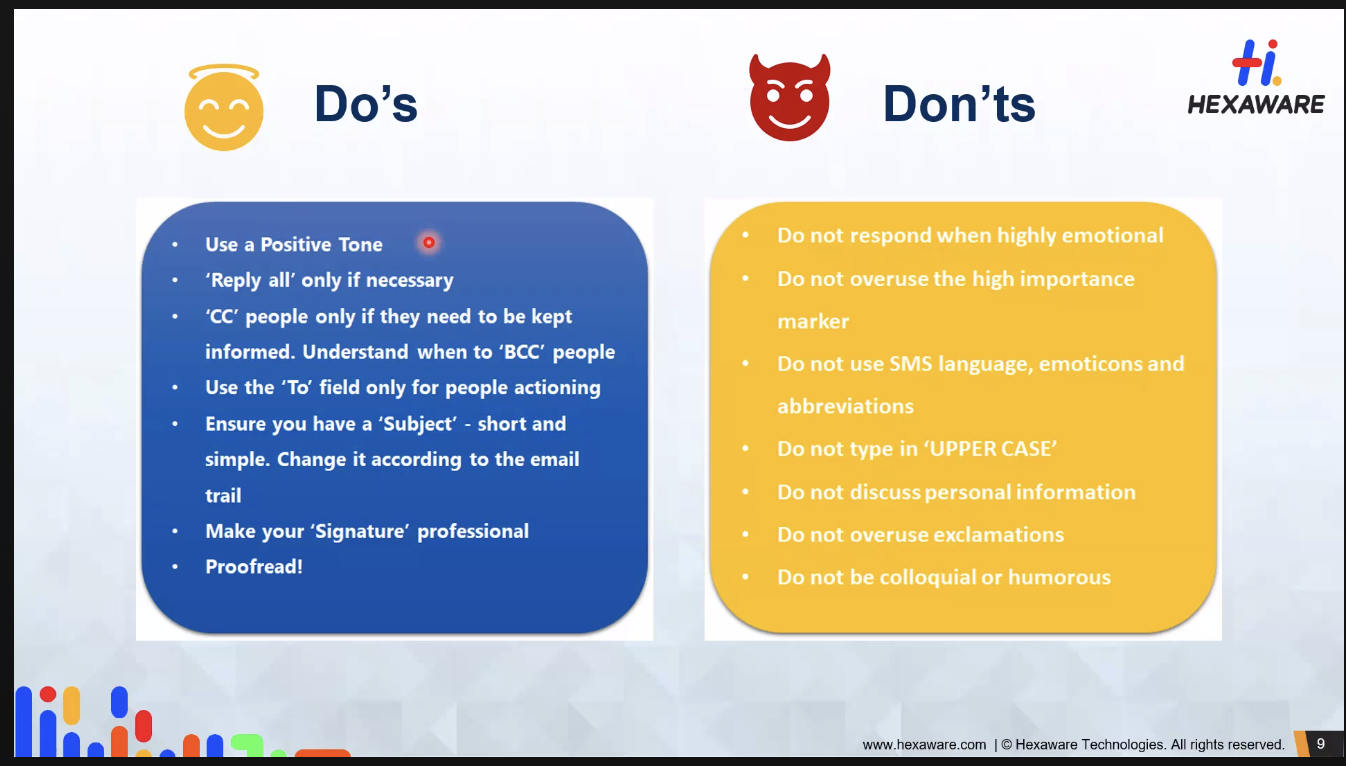 Do's
Don'ts
HEXAWARE
• Use a Positive Tone
• ‘Reply all’ only if necessary
• ‘CC’ people only if they need to be kept
informed. Understand when to ‘BCC’ people
• Use the ‘To’ field only for people actioning
• Ensure you have a ‘Subject’ - short and
simple. Change it according to the email
trail
• Make your ‘Signature’ professional
• Proofread!
• Do not respond when highly emotional
• Do not overuse the high importance
marker
• Do not use SMS language, emoticons and
abbreviations
• Do not type in ‘UPPER CASE’
• Do not discuss personal information
• Do not overuse exclamations
• Do not be colloquial or humorous
www.hexaware.com | © Hexaware Technologies. All rights reserved.
9